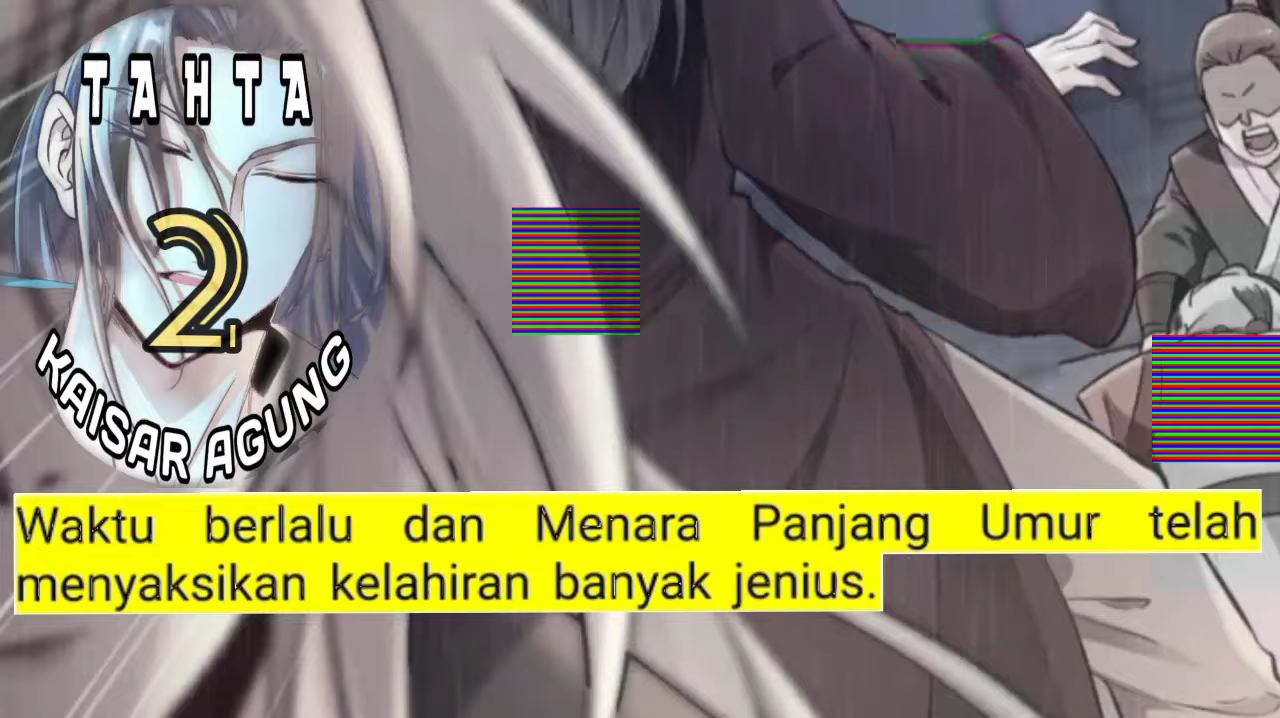 TAHTA
2
KAISAR AGUNG
Waktu berlalu dan Menara Panjang Umur telah
menyaksikan kelahiran banyak jenius.